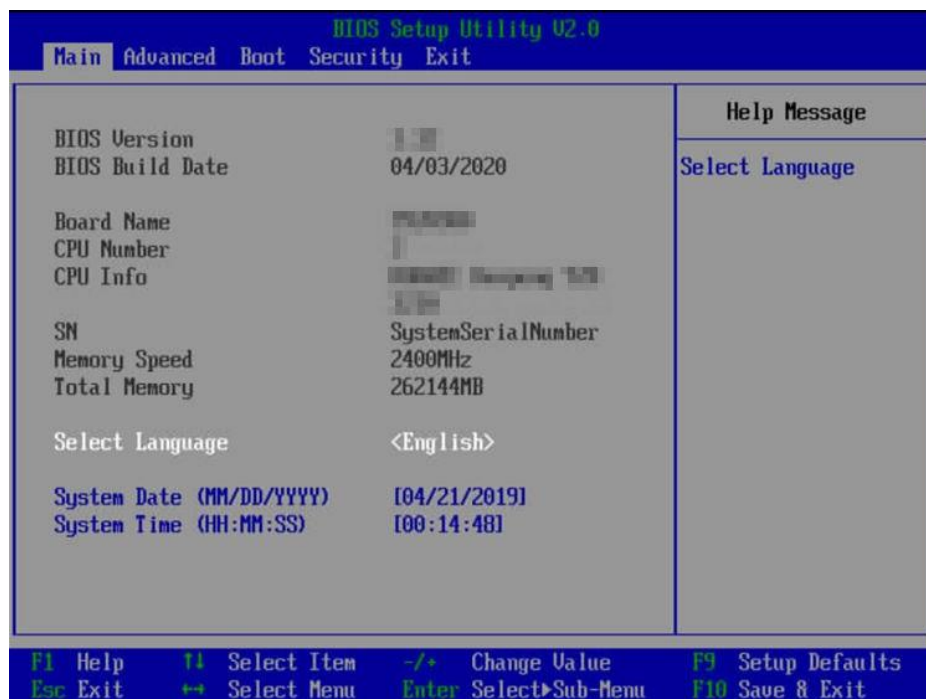 BIOS Setup Utility V2.0
Main Advanced Boot Security Exit
Help Message
Select Language
BIOS Version
BIOS Build Date 04/03/2020
Board Name
CPU Number
CPU Info
SN SystemSerialNumber
Memory Speed 2400MHz
Total Memory 262144MB
Select Language <English>
System Date (MM/DD/YYYY) [04/21/2019]
System Time (HH:MM:SS) [00:14:48]
F1 Help ↑↓ Select Item -/+ Change Value F9 Setup Defaults
Esc Exit ↔ Select Menu Enter Select▶Sub-Menu F10 Save & Exit